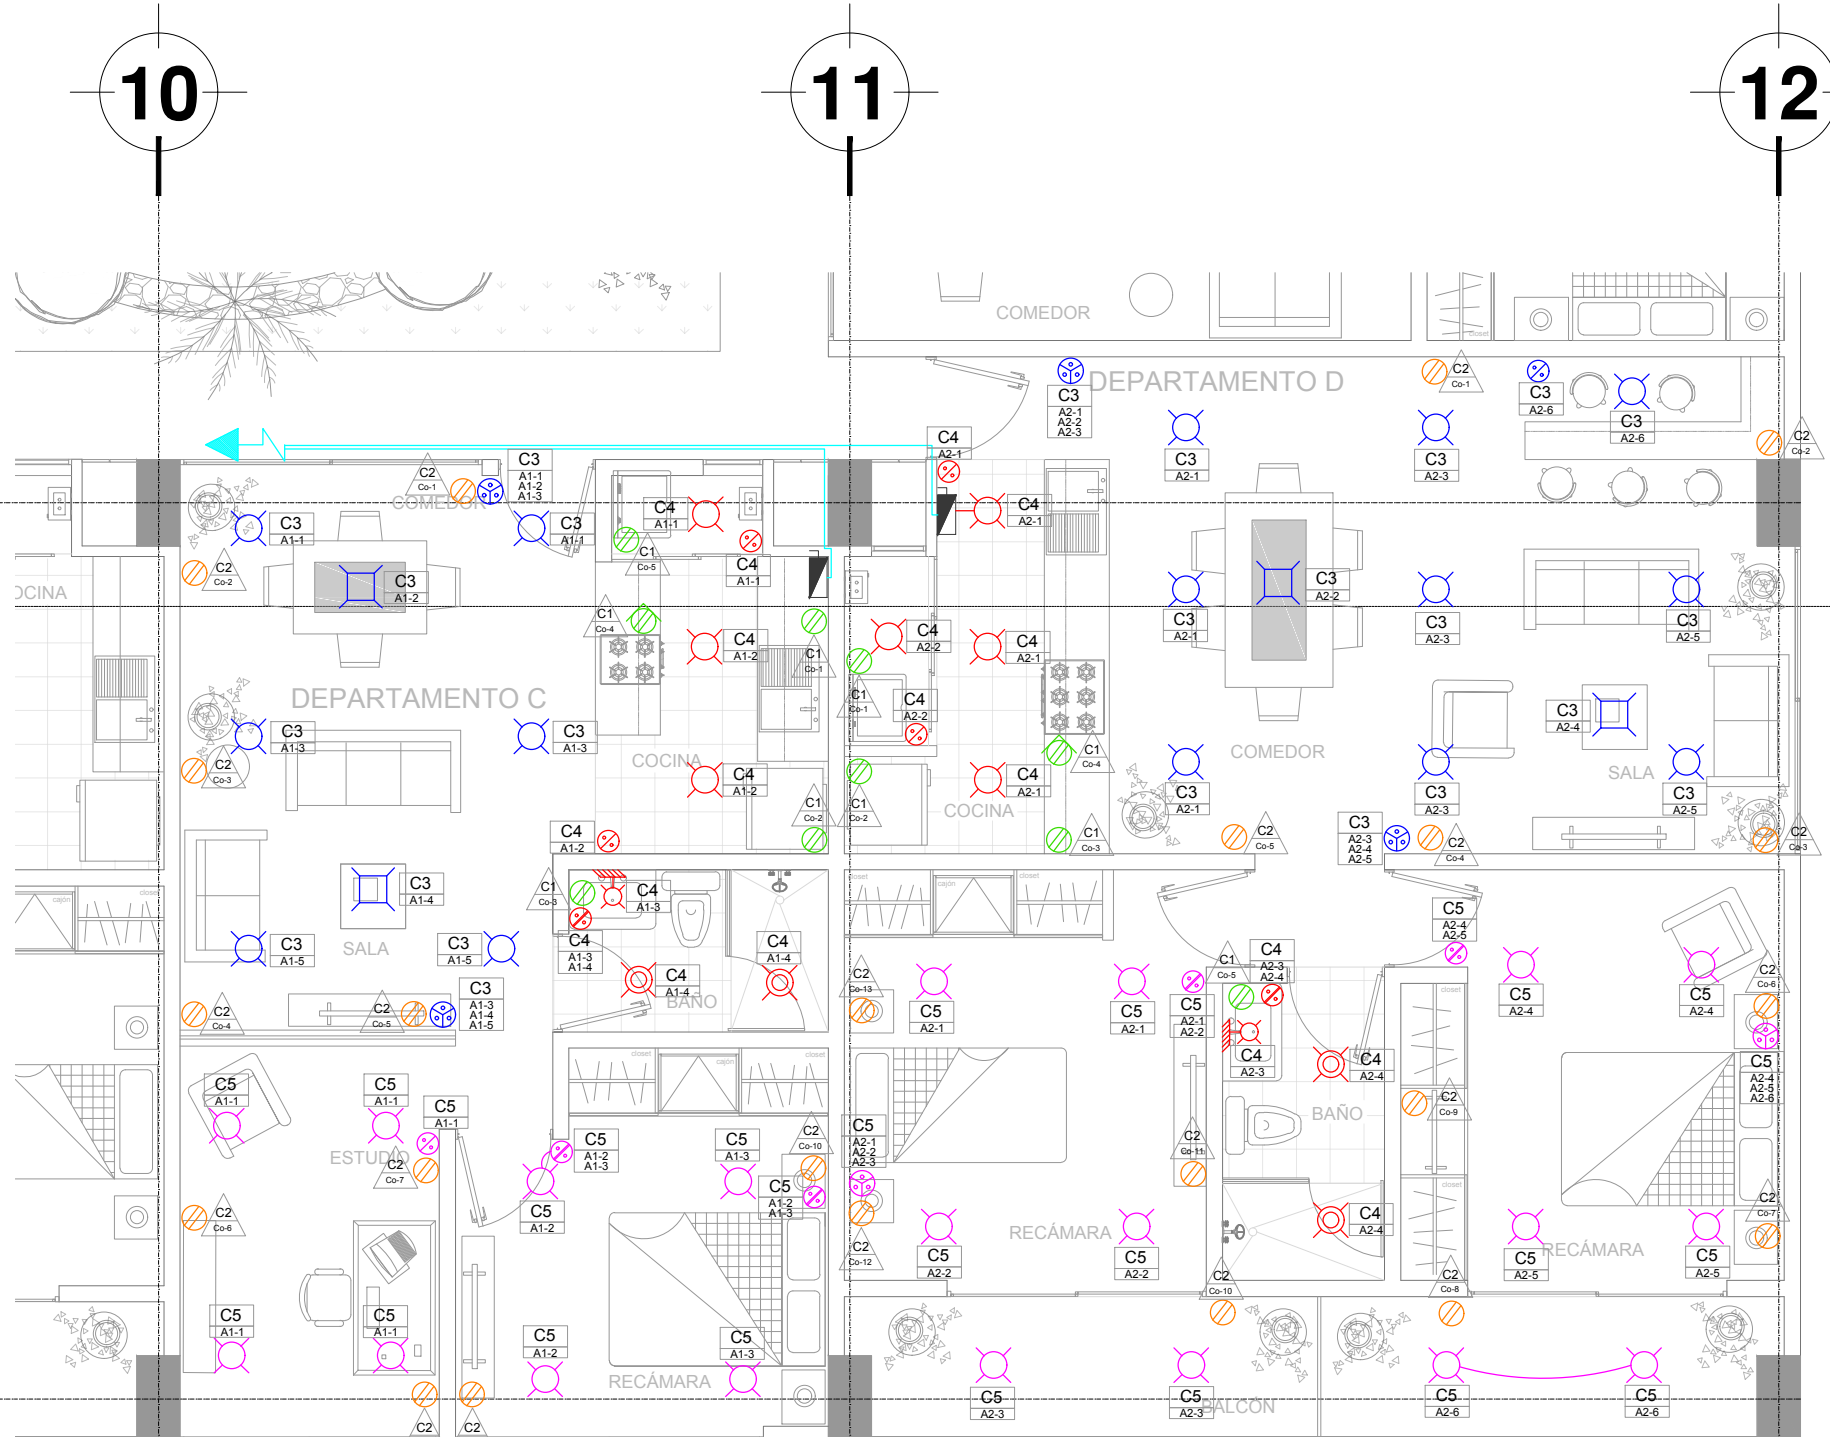 10
11
12
COMEDOR
closet
DEPARTAMENTO D
C2
Co-1
C3
A2-1
A2-2
A2-3
C3
A2-6
C3
A2-6
C2
Co-2
C4
A2-1
C3
A2-1
C3
A2-3
C2
Co-1
COMEDOR
C3
A1-1
A1-2
A1-3
C3
A1-1
C3
A1-1
C4
A1-1
C4
A2-1
C1
Co-5
C4
A1-1
C2
Co-2
C3
A1-2
OCINA
C3
A2-2
C1
Co-4
C4
A1-2
C1
Co-1
C4
A2-2
C4
A2-1
C3
A2-1
C3
A2-3
C3
A2-5
DEPARTAMENTO C
C1
Co-1
C4
A2-2
C3
A2-4
C3
A1-3
C3
A1-3
COCINA
C1
Co-4
COMEDOR
SALA
C2
Co-3
C4
A1-2
C4
A2-1
C3
A2-1
C3
A2-3
C3
A2-5
C1
Co-2
C1
Co-2
COCINA
C4
A1-2
C1
Co-3
C2
Co-5
C3
A2-3
A2-4
A2-5
C2
Co-4
C2
Co-3
closet
cajón
C3
A1-4
C1
Co-3
C4
A1-3
closet
cajón
closet
C5
A2-4
A2-5
C3
A1-5
SALA
C3
A1-5
C4
A1-3
A1-4
C4
A1-4
C4
A1-4
BAÑO
C2
Co-13
C1
Co-5
C4
A2-3
A2-4
C2
Co-6
closet
C3
A1-3
A1-4
A1-5
C2
Co-4
C2
Co-5
C5
A2-1
C5
A2-1
C5
A2-1
A2-2
C5
A2-4
C5
A2-4
closet
cajón
closet
C4
A2-3
C4
A2-4
C5
A2-4
A2-5
A2-6
C5
A1-1
C5
A1-1
C5
A1-1
C2
Co-9
BAÑO
ESTUDIO
C2
Co-7
C5
A1-2
A1-3
C5
A1-3
C2
Co-10
C5
A2-1
A2-2
A2-3
C2
Co-11
C5
A1-2
A1-3
closet
C2
Co-7
C2
Co-6
C5
A1-2
C4
A2-4
RECÁMARA
C2
Co-12
C5
A2-2
C5
A2-2
C5
A2-5
RECÁMARA
C5
A2-5
C2
Co-10
C2
Co-8
C5
A1-1
C5
A1-1
C5
A1-2
C5
A1-3
RECÁMARA
C5
A2-3
C5
A2-3
BALCÓN
C5
A2-6
C5
A2-6
C2
C2